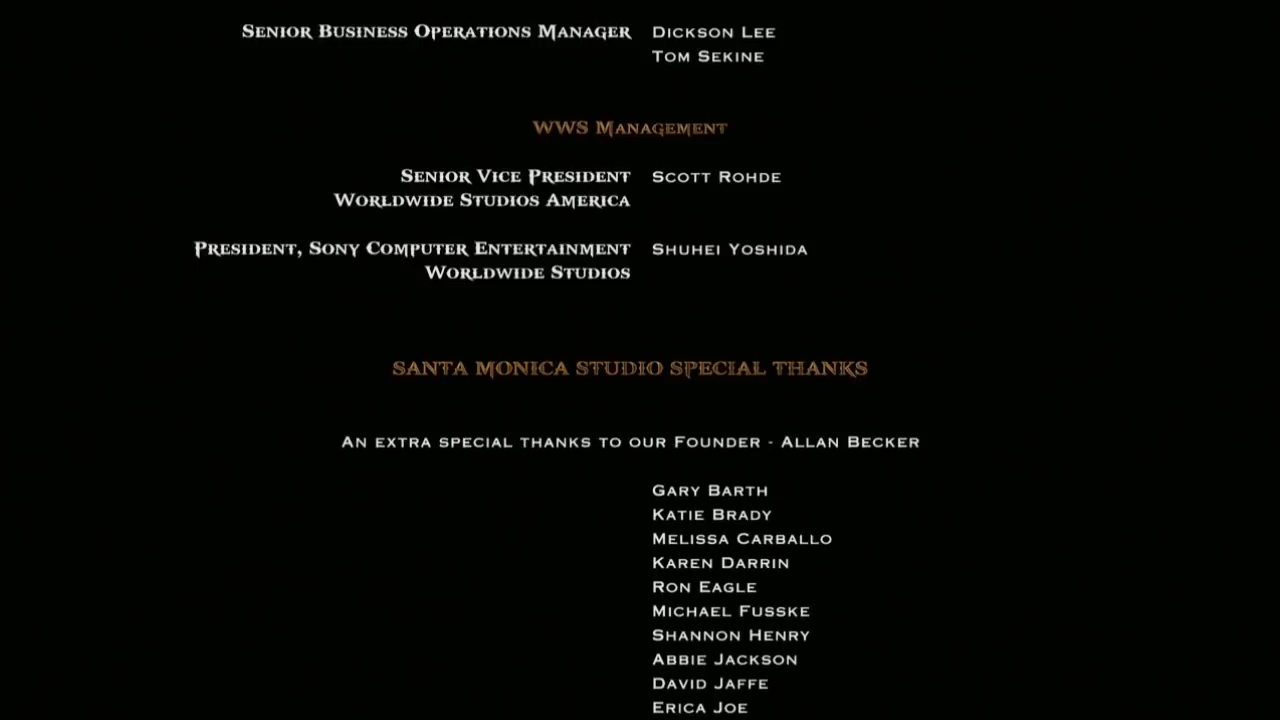 Senior Business Operations Manager Dickson Lee
Tom Sekine
WWS Management
Senior Vice President Scott Rohde
Worldwide Studios America
President, Sony Computer Entertainment Shuhei Yoshida
Worldwide Studios
SANTA MONICA STUDIO SPECIAL THANKS
An extra special thanks to our Founder - Allan Becker
Gary Barth
Katie Brady
Melissa Carballo
Karen Darrin
Ron Eagle
Michael Fusske
Shannon Henry
Abbie Jackson
David Jaffe
Erica Joe